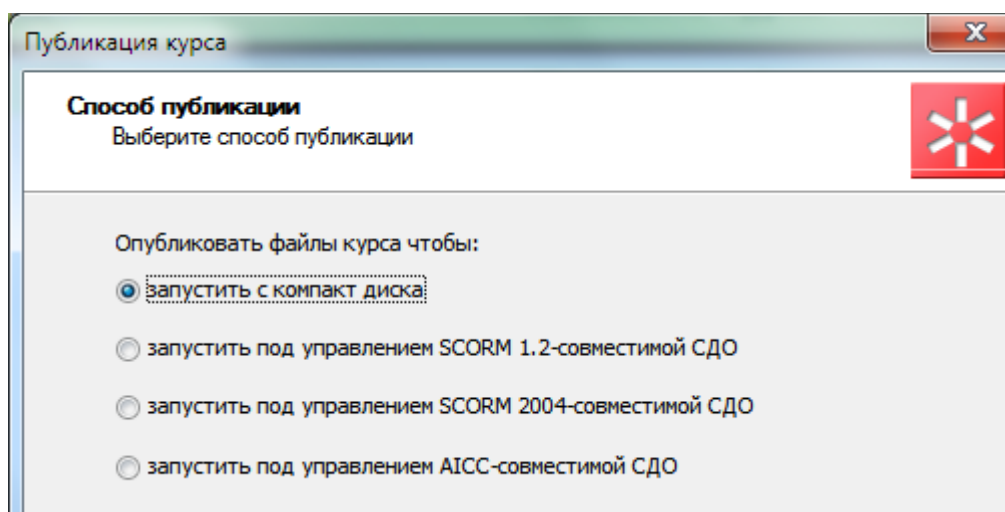 Публикация курса
Способ публикации
Выберите способ публикации
Опубликовать файлы курса чтобы:
запустить с компакт диска
запустить под управлением SCORM 1.2-совместимой СДО
запустить под управлением SCORM 2004-совместимой СДО
запустить под управлением AICC-совместимой СДО